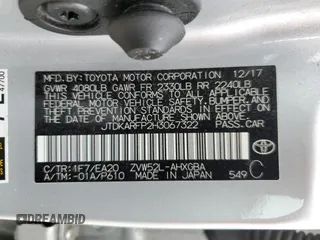 MFD. BY: TOYOTA MOTOR CORPORATION 12/17
GVWR 4080LB GAWR FR 2330LB RR 2240LB
THIS VEHICLE CONFORMS TO ALL APPLICABLE
FEDERAL MOTOR VEHICLE SAFETY, BUMPER, AND
THEFT PREVENTION STANDARDS IN EFFECT ON
THE DATE OF MANUFACTURE SHOWN ABOVE.
JTDKARFP2H3067322 PASS. CAR
C/TR: 1F7/EA20 ZVW52L-AHXGBA
A/TM: -01A/P610 MADE IN JAPAN 549 C
TOYOTA
47700
DREAMBID